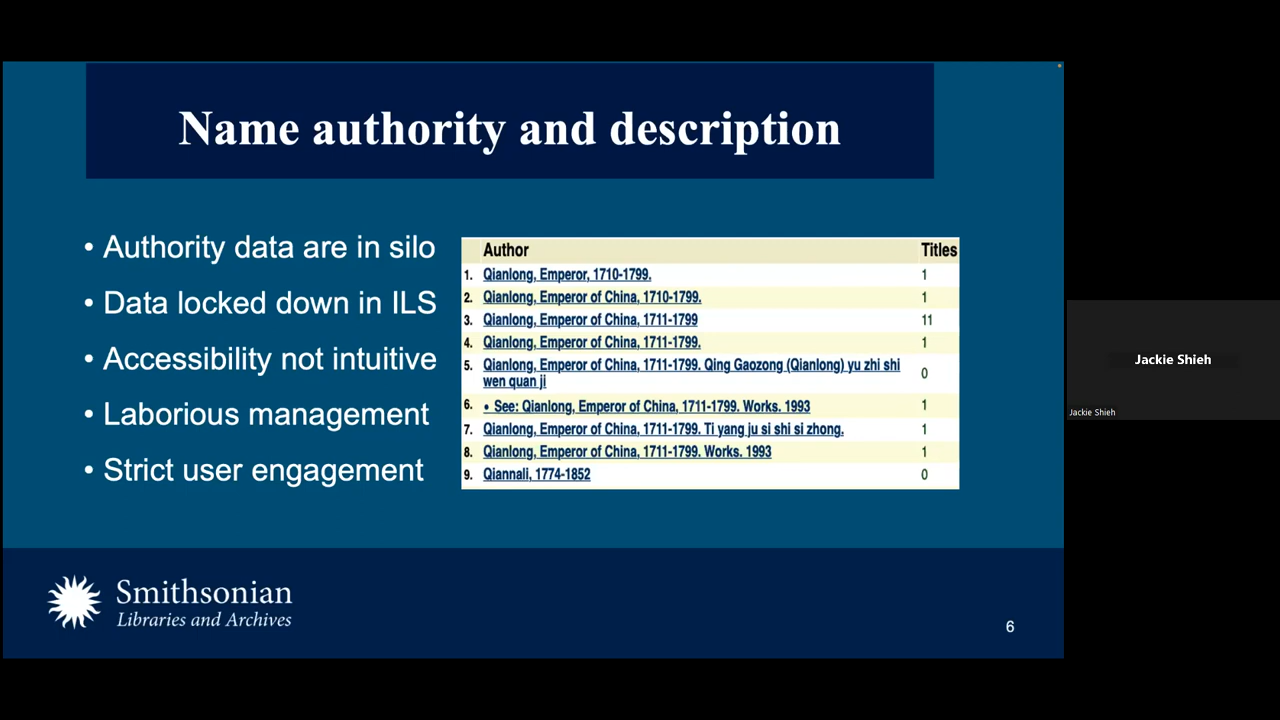 Name authority and description
• Authority data are in silo
• Data locked down in ILS
• Accessibility not intuitive
• Laborious management
• Strict user engagement
Author Titles
1. Qianlong, Emperor, 1710-1799. 1
2. Qianlong, Emperor of China, 1710-1799. 1
3. Qianlong, Emperor of China, 1711-1799 11
4. Qianlong, Emperor of China, 1711-1799. 1
5. Qianlong, Emperor of China, 1711-1799. Qing Gaozong (Qianlong) yu zhi shi
wen quan ji 0
6. • See: Qianlong, Emperor of China, 1711-1799. Works. 1993 1
7. Qianlong, Emperor of China, 1711-1799. Ti yang ju si shi si zhong. 1
8. Qianlong, Emperor of China, 1711-1799. Works. 1993 1
9. Qiannali, 1774-1852 0
Smithsonian
Libraries and Archives
6
Jackie Shieh
Jackie Shieh